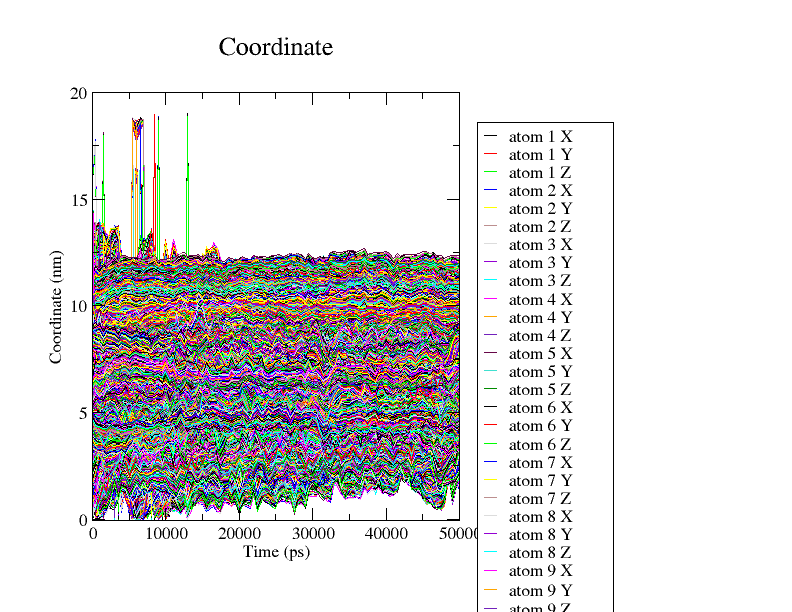 Coordinate
20
15
10
5
0
Coordinate (nm)
0 10000 20000 30000 40000 50000
Time (ps)
atom 1 X
atom 1 Y
atom 1 Z
atom 2 X
atom 2 Y
atom 2 Z
atom 3 X
atom 3 Y
atom 3 Z
atom 4 X
atom 4 Y
atom 4 Z
atom 5 X
atom 5 Y
atom 5 Z
atom 6 X
atom 6 Y
atom 6 Z
atom 7 X
atom 7 Y
atom 7 Z
atom 8 X
atom 8 Y
atom 8 Z
atom 9 X
atom 9 Y
atom 9 Z